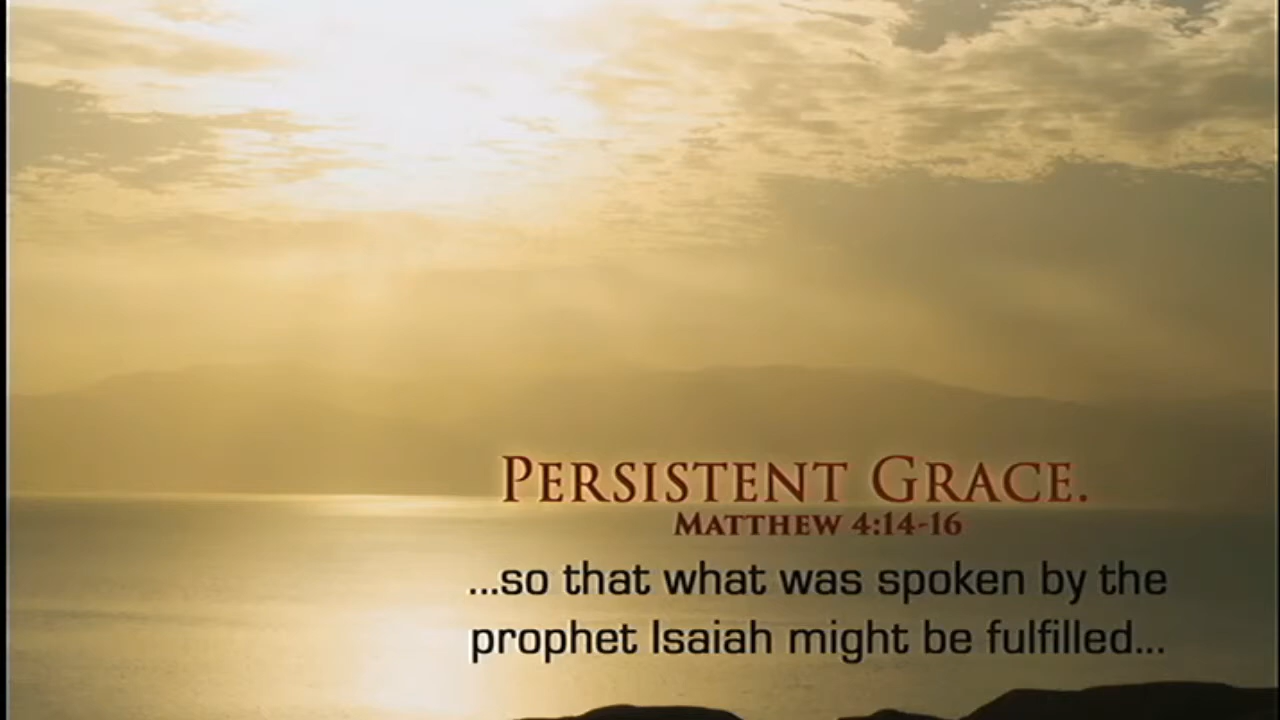 PERSISTENT GRACE.
MATTHEW 4:14-16
...so that what was spoken by the
prophet Isaiah might be fulfilled...